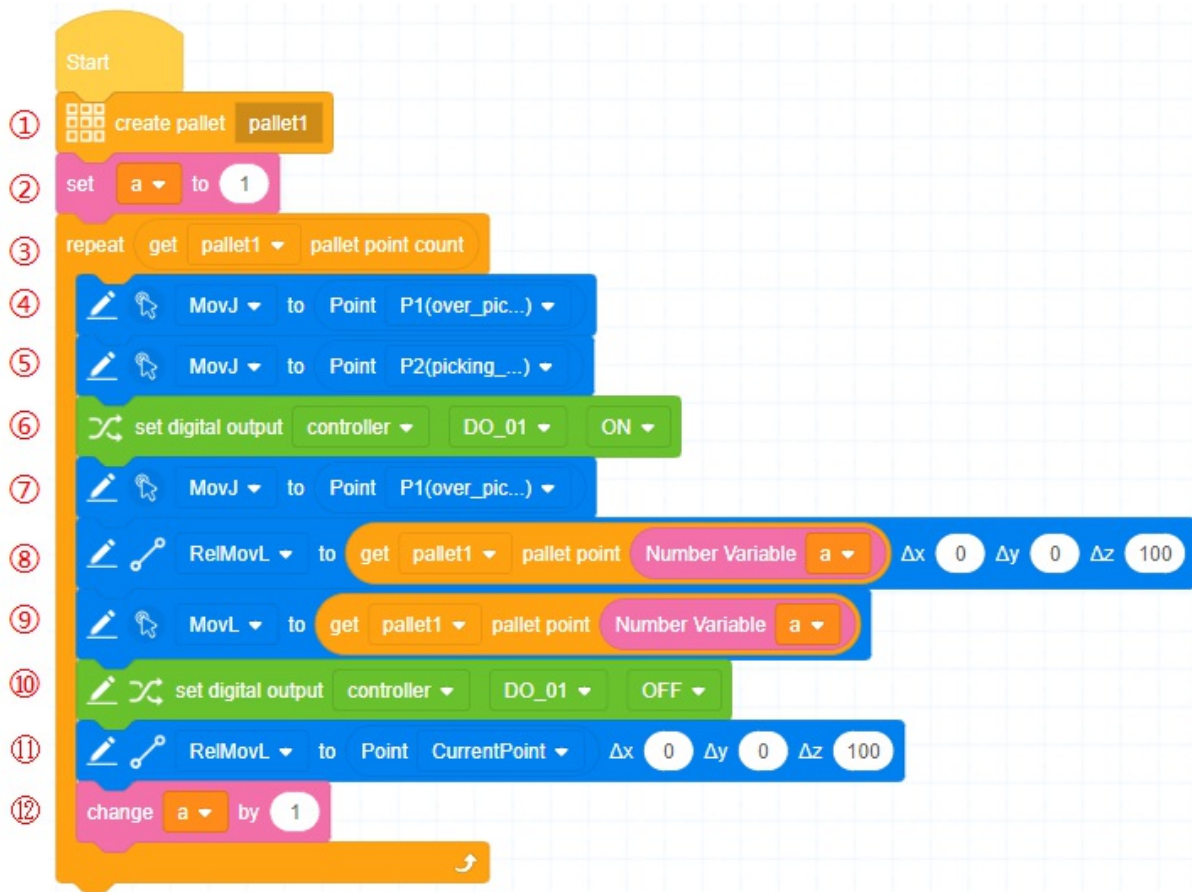 Start
① create pallet pallet1
② set a to 1
③ repeat get pallet1 pallet point count
④ MovJ to Point P1(over_pic...)
⑤ MovJ to Point P2(picking_...)
⑥ set digital output controller DO_01 ON
⑦ MovJ to Point P1(over_pic...)
⑧ RelMovL to get pallet1 pallet point Number Variable a Δx 0 Δy 0 Δz 100
⑨ MovL to get pallet1 pallet point Number Variable a
⑩ set digital output controller DO_01 OFF
⑪ RelMovL to Point CurrentPoint Δx 0 Δy 0 Δz 100
⑫ change a by 1